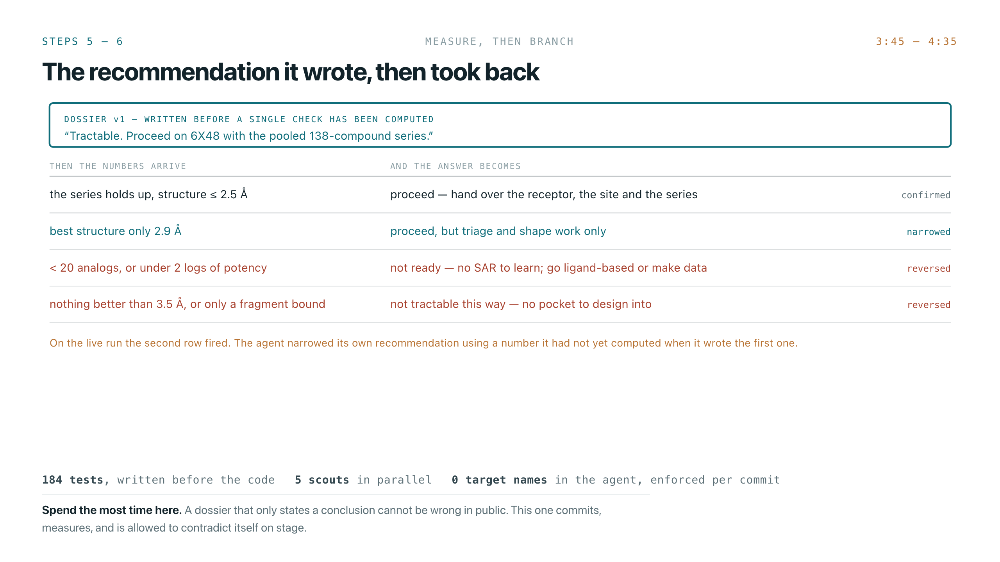 STEPS 5 — 6
MEASURE, THEN BRANCH
3:45 — 4:35
The recommendation it wrote, then took back
DOSSIER v1 — WRITTEN BEFORE A SINGLE CHECK HAS BEEN COMPUTED
“Tractable. Proceed on 6X48 with the pooled 138-compound series.”
THEN THE NUMBERS ARRIVE AND THE ANSWER BECOMES
the series holds up, structure ≤ 2.5 Å proceed — hand over the receptor, the site and the series confirmed
best structure only 2.9 Å proceed, but triage and shape work only narrowed
< 20 analogs, or under 2 logs of potency not ready — no SAR to learn; go ligand-based or make data reversed
nothing better than 3.5 Å, or only a fragment bound not tractable this way — no pocket to design into reversed
On the live run the second row fired. The agent narrowed its own recommendation using a number it had not yet computed when it wrote the first one.
184 tests, written before the code 5 scouts in parallel 0 target names in the agent, enforced per commit
Spend the most time here. A dossier that only states a conclusion cannot be wrong in public. This one commits,
measures, and is allowed to contradict itself on stage.